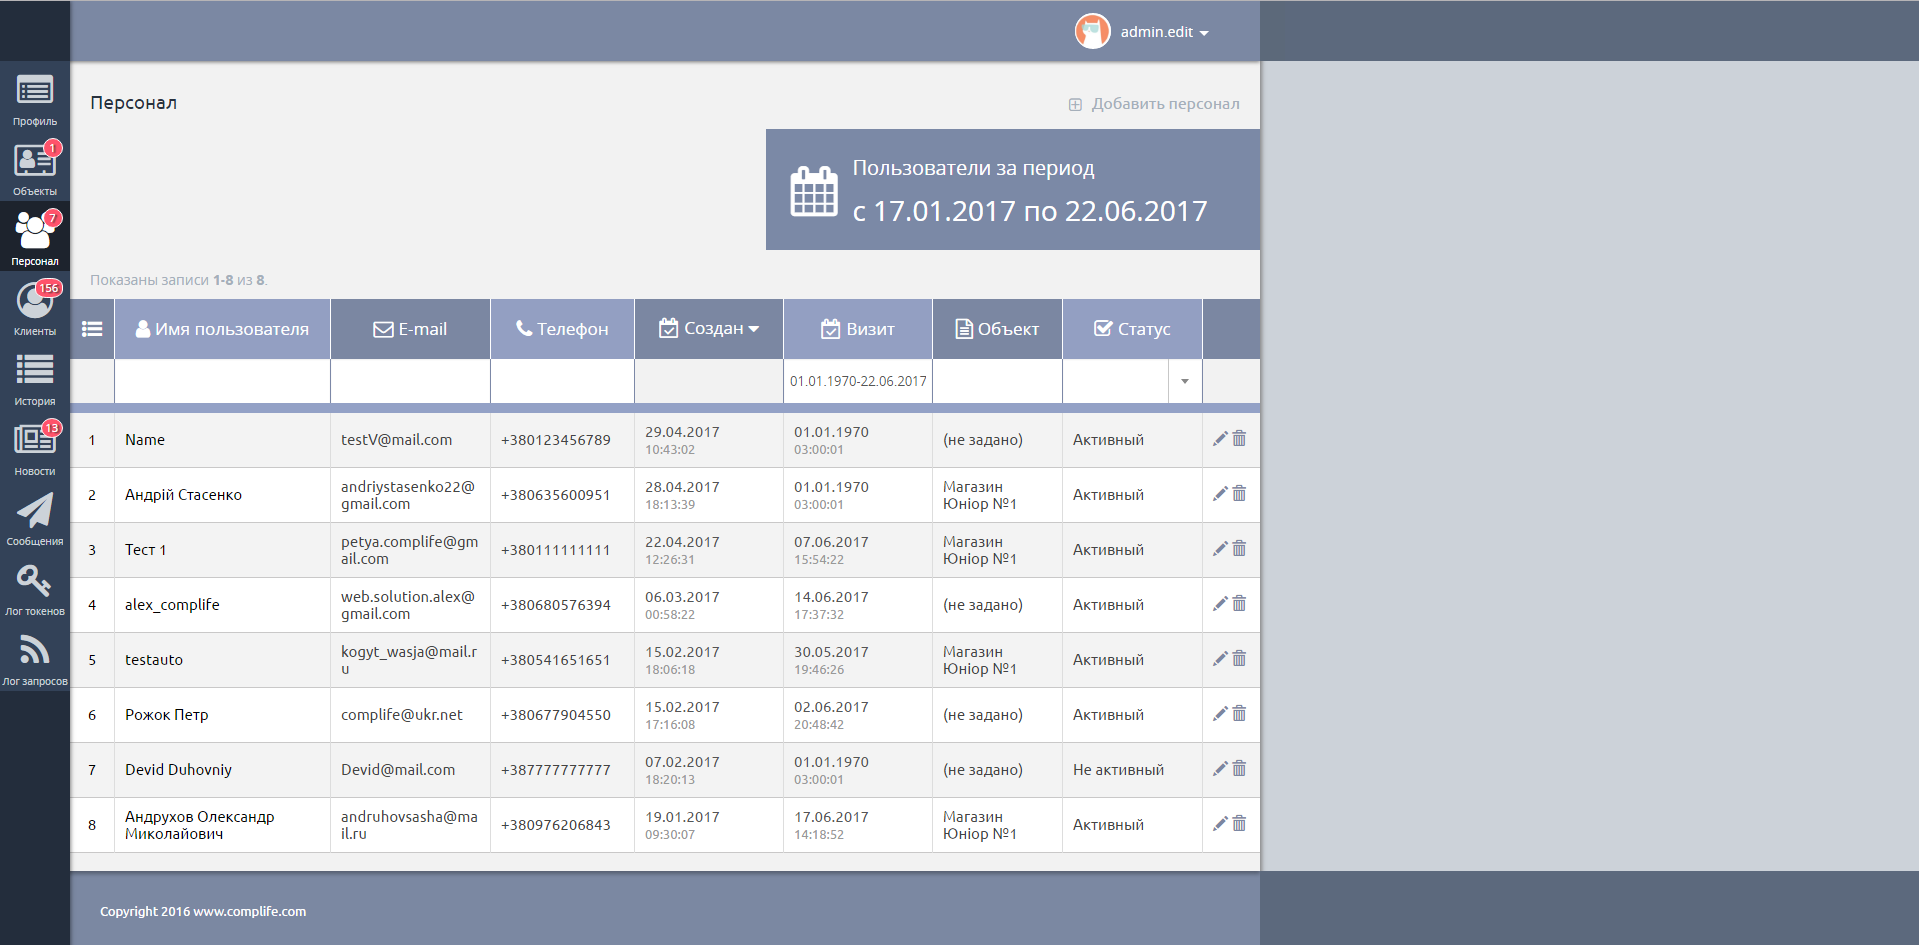 admin.edit
Профиль
1
Объекты
7
Персонал
156
Клиенты
История
13
Новости
Сообщения
Лог токенов
Лог запросов
Персонал
Добавить персонал
Пользователи за период
с 17.01.2017 по 22.06.2017
Показаны записи 1-8 из 8.
Имя пользователя E-mail Телефон Создан Визит Объект Статус
01.01.1970-22.06.2017
1 Name testV@mail.com +380123456789 29.04.2017 01.01.1970 (не задано) Активный
10:43:02 03:00:01
2 Андрій Стасенко andriystasenko22@ +380635600951 28.04.2017 01.01.1970 Магазин Активный
gmail.com 18:13:39 03:00:01 Юніор №1
3 Тест 1 petya.complife@gm +380111111111 22.04.2017 07.06.2017 Магазин Активный
ail.com 12:26:31 15:54:22 Юніор №1
4 alex_complife web.solution.alex@ +380680576394 06.03.2017 14.06.2017 (не задано) Активный
gmail.com 00:58:22 17:37:32
5 testauto kogyt_wasja@mail.r +380541651651 15.02.2017 30.05.2017 Магазин Активный
u 18:06:18 19:46:26 Юніор №1
6 Рожок Петр complife@ukr.net +380677904550 15.02.2017 02.06.2017 (не задано) Активный
17:16:08 20:48:42
7 Devid Duhovniy Devid@mail.com +387777777777 07.02.2017 01.01.1970 (не задано) Не активный
18:20:13 03:00:01
8 Андрухов Олександр andruhovsasha@ma +380976206843 19.01.2017 17.06.2017 Магазин Активный
Миколайович il.ru 09:30:07 14:18:52 Юніор №1
Copyright 2016 www.complife.com